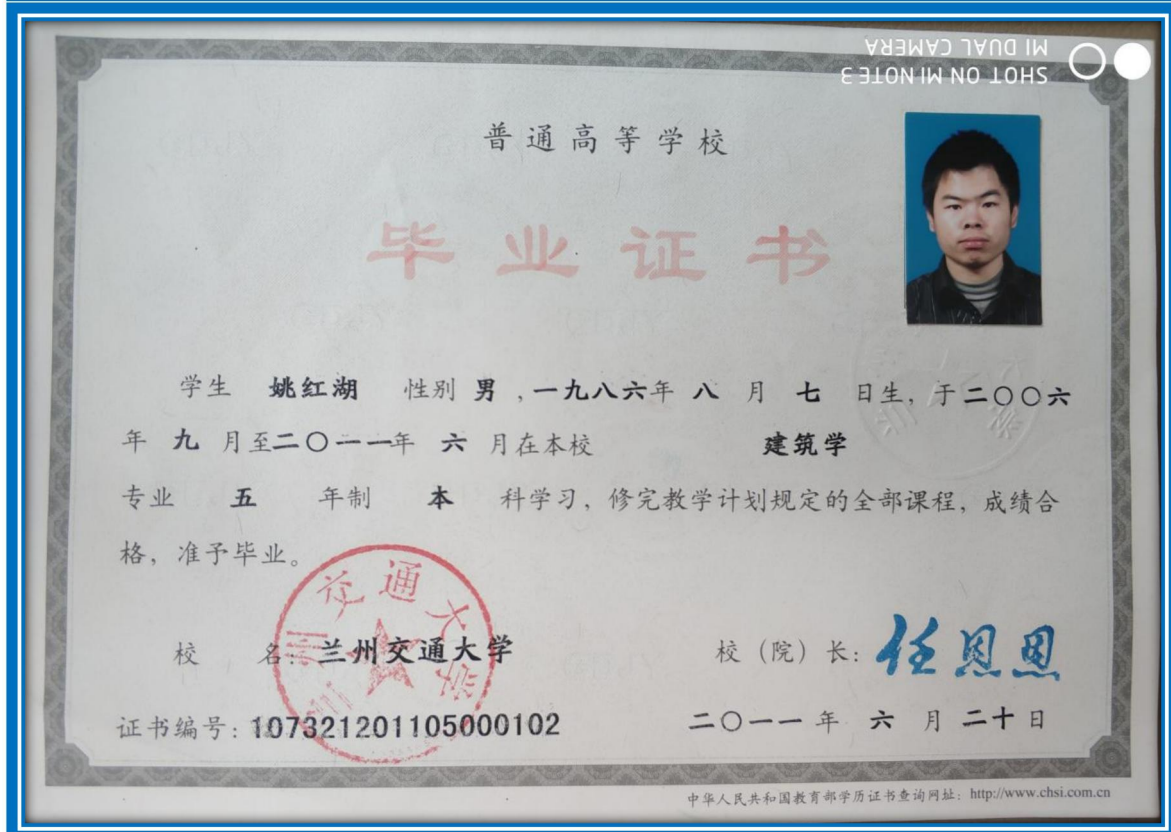 SHOT ON MI NOTE 3
MI DUAL CAMERA
普通高等学校
毕业证书
学生 姚红湖 性别 男 ,一九八六年 八 月 七 日生, 于二〇〇六
年 九 月至二〇一一年 六 月在本校 建筑学
专业 五 年制 本 科学习, 修完教学计划规定的全部课程, 成绩合
格, 准予毕业。
兰州交通大学
校 名: 兰州交通大学 校（院）长: 任恩恩
证书编号: 107321201105000102 二〇一一 年 六 月 二十 日
中华人民共和国教育部学历证书查询网址: http://www.chsi.com.cn